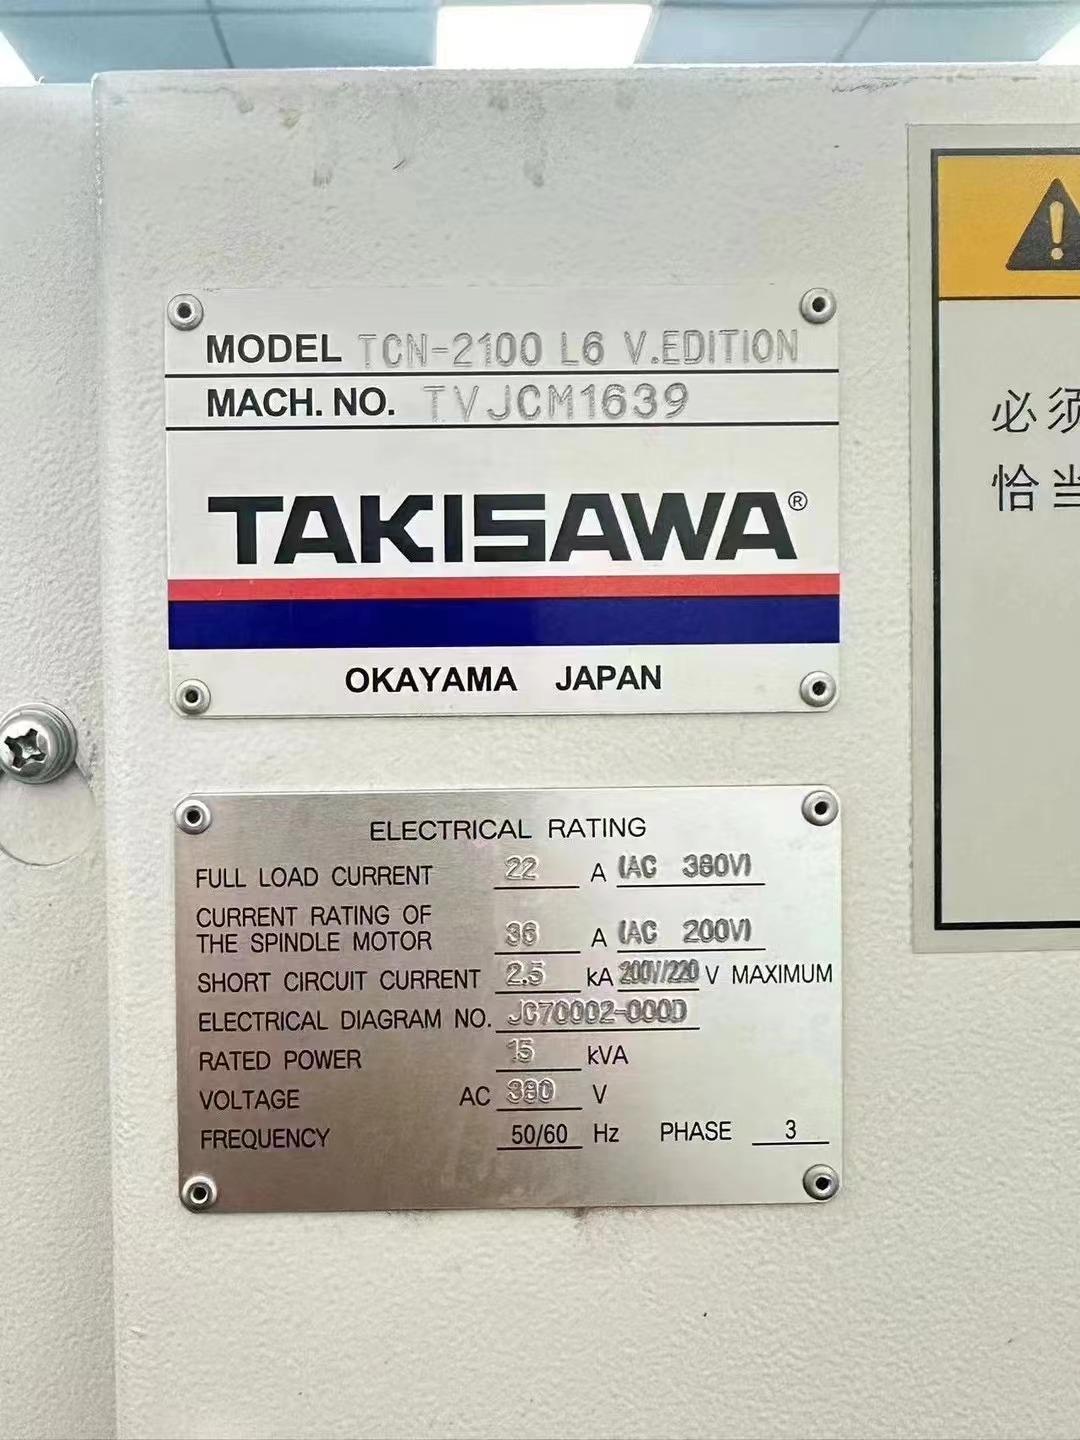 MODEL TCN-2100 L6 V.EDITION
MACH. NO. TVJCM1639
TAKISAWA®
OKAYAMA JAPAN
必须
恰当
ELECTRICAL RATING
FULL LOAD CURRENT 22 A (AC 380V)
CURRENT RATING OF
THE SPINDLE MOTOR 36 A (AC 200V)
SHORT CIRCUIT CURRENT 2.5 kA 200V/220 V MAXIMUM
ELECTRICAL DIAGRAM NO. JC70002-000D
RATED POWER 15 kVA
VOLTAGE AC 380 V
FREQUENCY 50/60 Hz PHASE 3